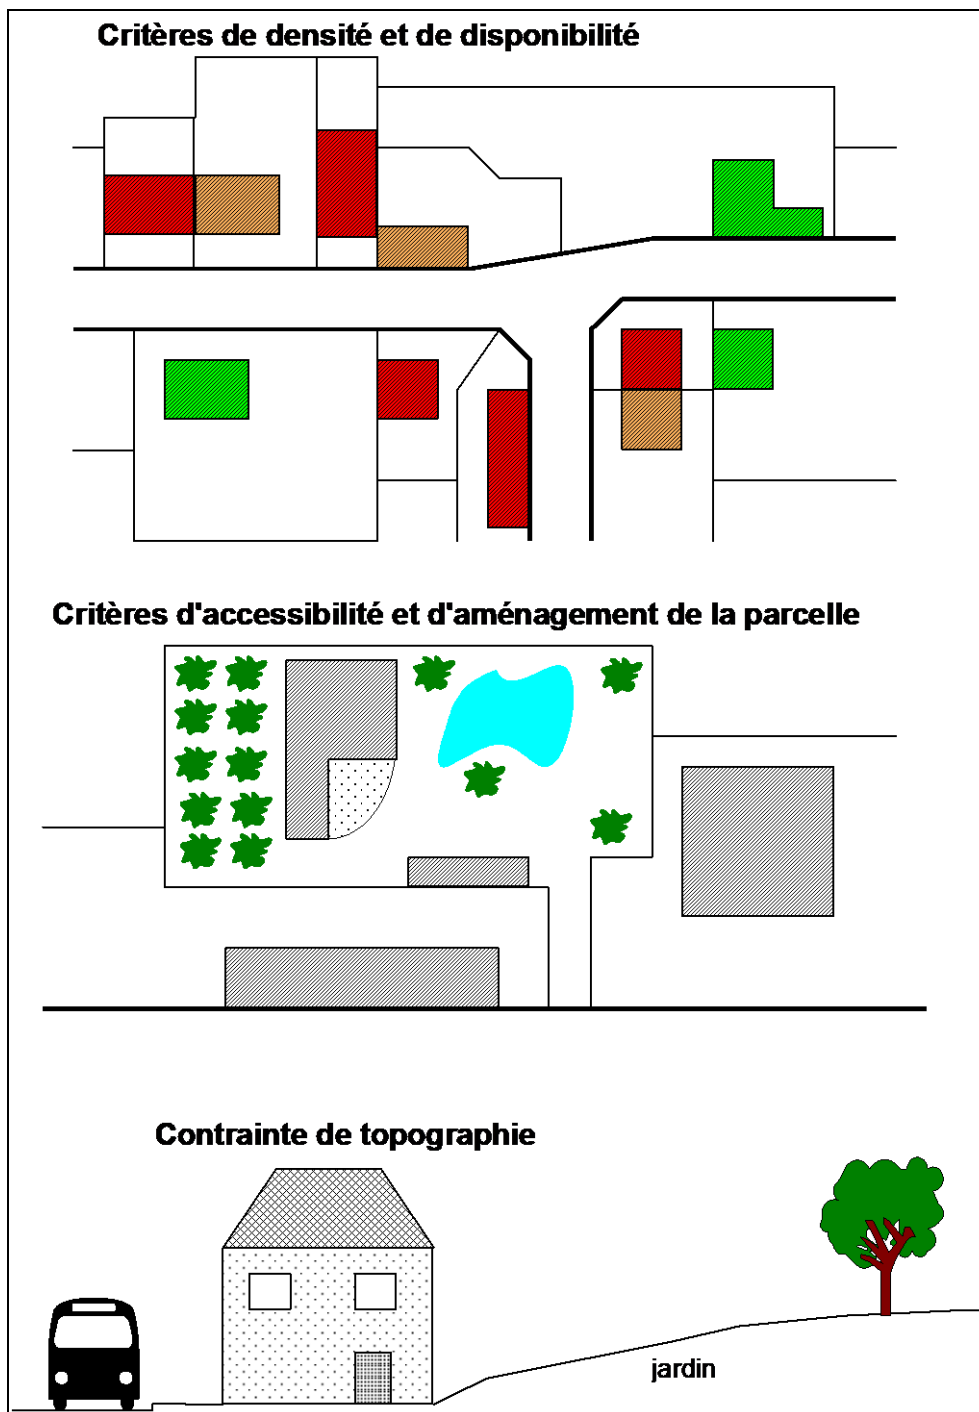 Critères de densité et de disponibilité
Critères d'accessibilité et d'aménagement de la parcelle
Contrainte de topographie
jardin